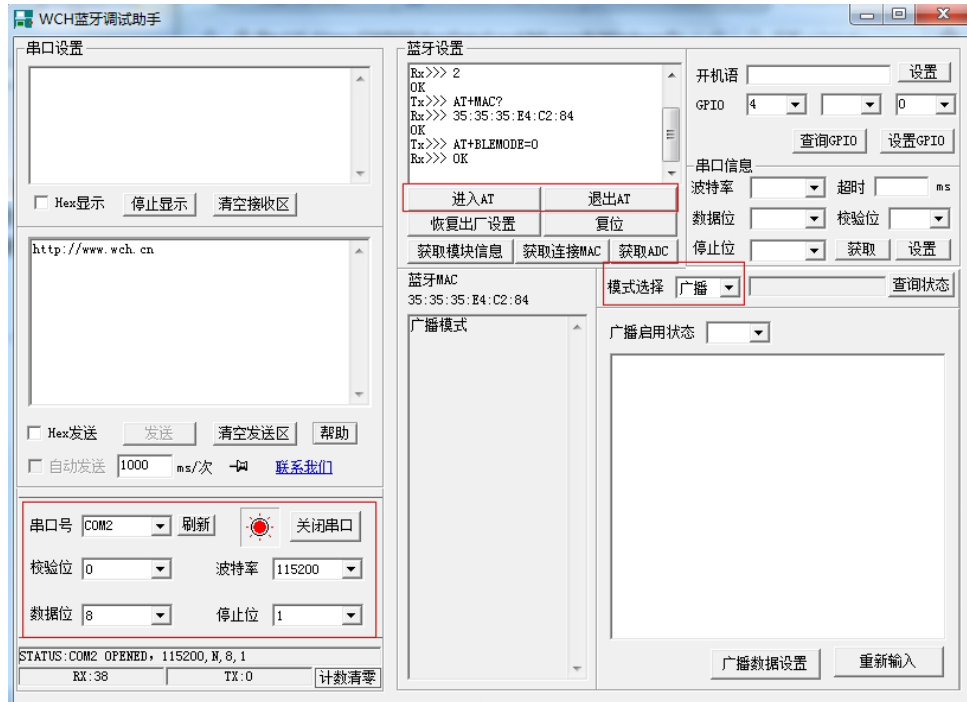 WCH蓝牙调试助手
串口设置
Hex显示 停止显示 清空接收区
http://www.wch.cn
Hex发送 发送 清空发送区 帮助
自动发送 1000 ms/次 联系我们
串口号 COM2 刷新 关闭串口
校验位 0 波特率 115200
数据位 8 停止位 1
STATUS:COM2 OPENED, 115200,N,8,1
RX:38 TX:0 计数清零
蓝牙设置
Rx>>> 2
OK
Tx>>> AT+MAC?
Rx>>> 35:35:35:E4:C2:84
OK
Tx>>> AT+BLEMODE=0
Rx>>> OK
进入AT 退出AT
恢复出厂设置 复位
获取模块信息 获取连接MAC 获取ADC
开机语 设置
GPIO 4 0
查询GPIO 设置GPIO
串口信息
波特率 超时 ms
数据位 校验位
停止位 获取 设置
蓝牙MAC
35:35:35:E4:C2:84
广播模式
模式选择 广播 查询状态
广播启用状态
广播数据设置 重新输入